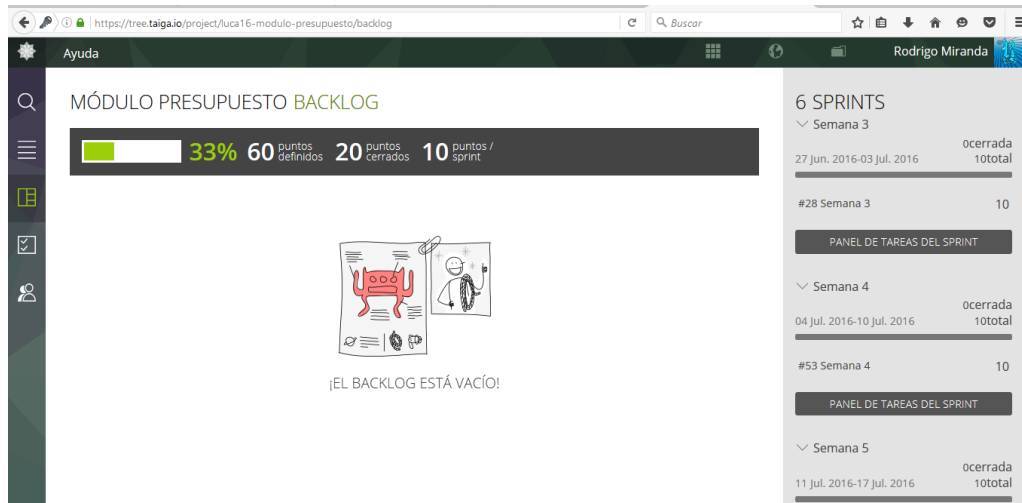 https://tree.taiga.io/project/luca16-modulo-presupuesto/backlog
Buscar
Ayuda
Rodrigo Miranda
MÓDULO PRESUPUESTO BACKLOG
33% 60 puntos definidos 20 puntos cerrados 10 puntos / sprint
¡EL BACKLOG ESTÁ VACÍO!
6 SPRINTS
Semana 3
0cerrada
27 Jun. 2016-03 Jul. 2016 10total
#28 Semana 3 10
PANEL DE TAREAS DEL SPRINT
Semana 4
0cerrada
04 Jul. 2016-10 Jul. 2016 10total
#53 Semana 4 10
PANEL DE TAREAS DEL SPRINT
Semana 5
0cerrada
11 Jul. 2016-17 Jul. 2016 10total